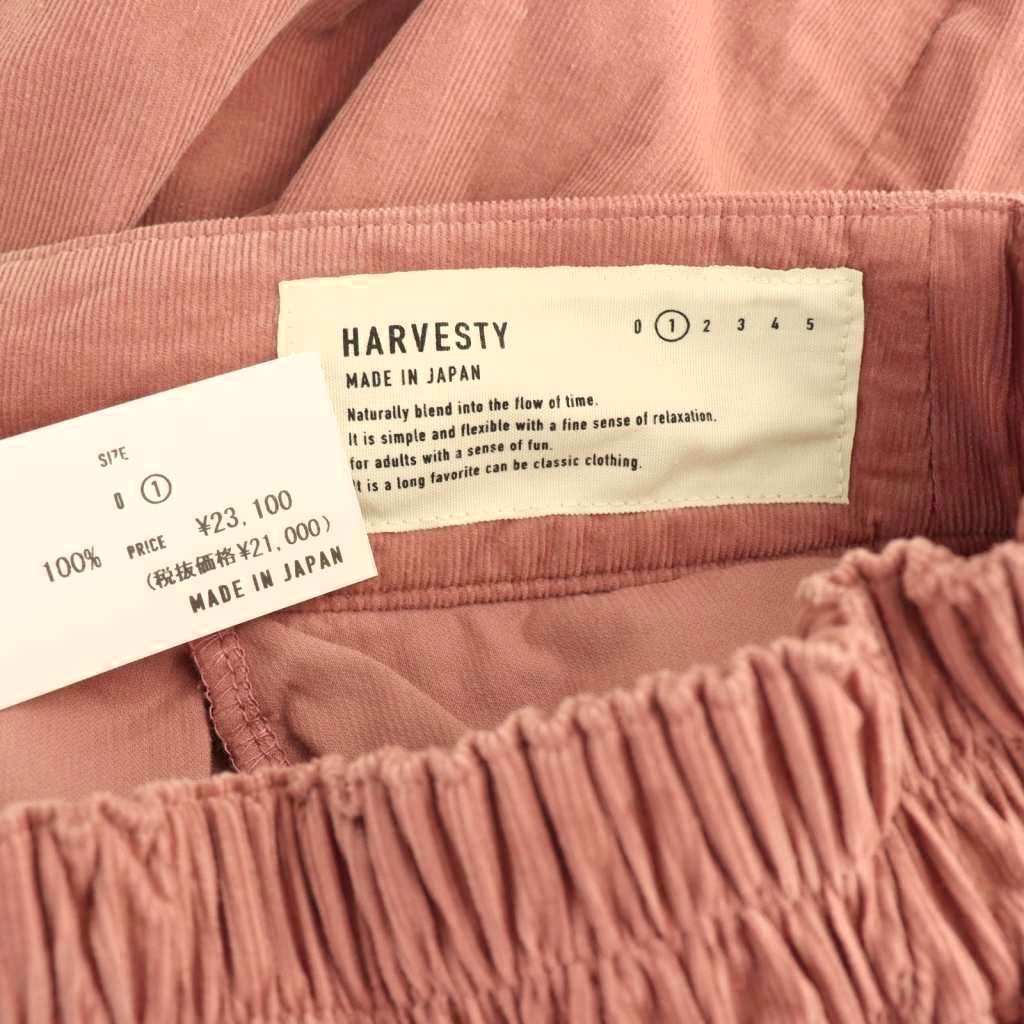 HARVESTY
0 1 2 3 4 5
MADE IN JAPAN
Naturally blend into the flow of time.
It is simple and flexible with a fine sense of relaxation.
for adults with a sense of fun.
It is a long favorite can be classic clothing.
SIZE
0 1
100% PRICE ¥23,100
(税抜価格¥21,000)
MADE IN JAPAN